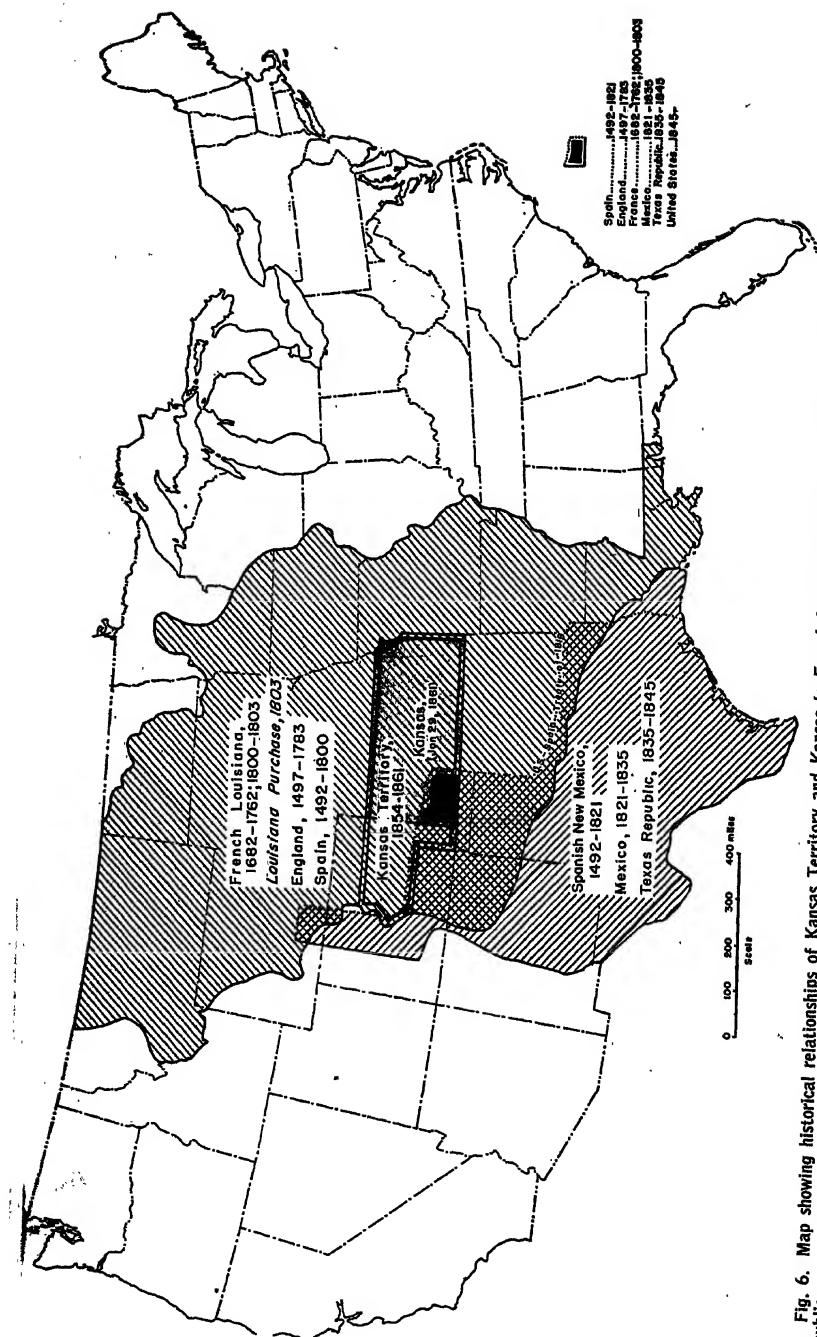 French Louisiana,
1682-1762;1800-1803
Louisiana Purchase, 1803
England, 1497-1783
Spain, 1492-1800
Kansas Territory,
1854-1861
Kansas,
Jan 29, 1861
Spanish New Mexico,
1492-1821
Mexico, 1821-1835
Texas Republic, 1835-1845
Spain 1492-1821
England 1497-1783
France 1682-1762;1800-1803
Mexico 1821-1835
Texas Republic 1835-1845
United States 1845-
0 100 200 300 400 miles
Scale
Fig. 6. Map showing historical relationships of Kansas Territory and Kansas